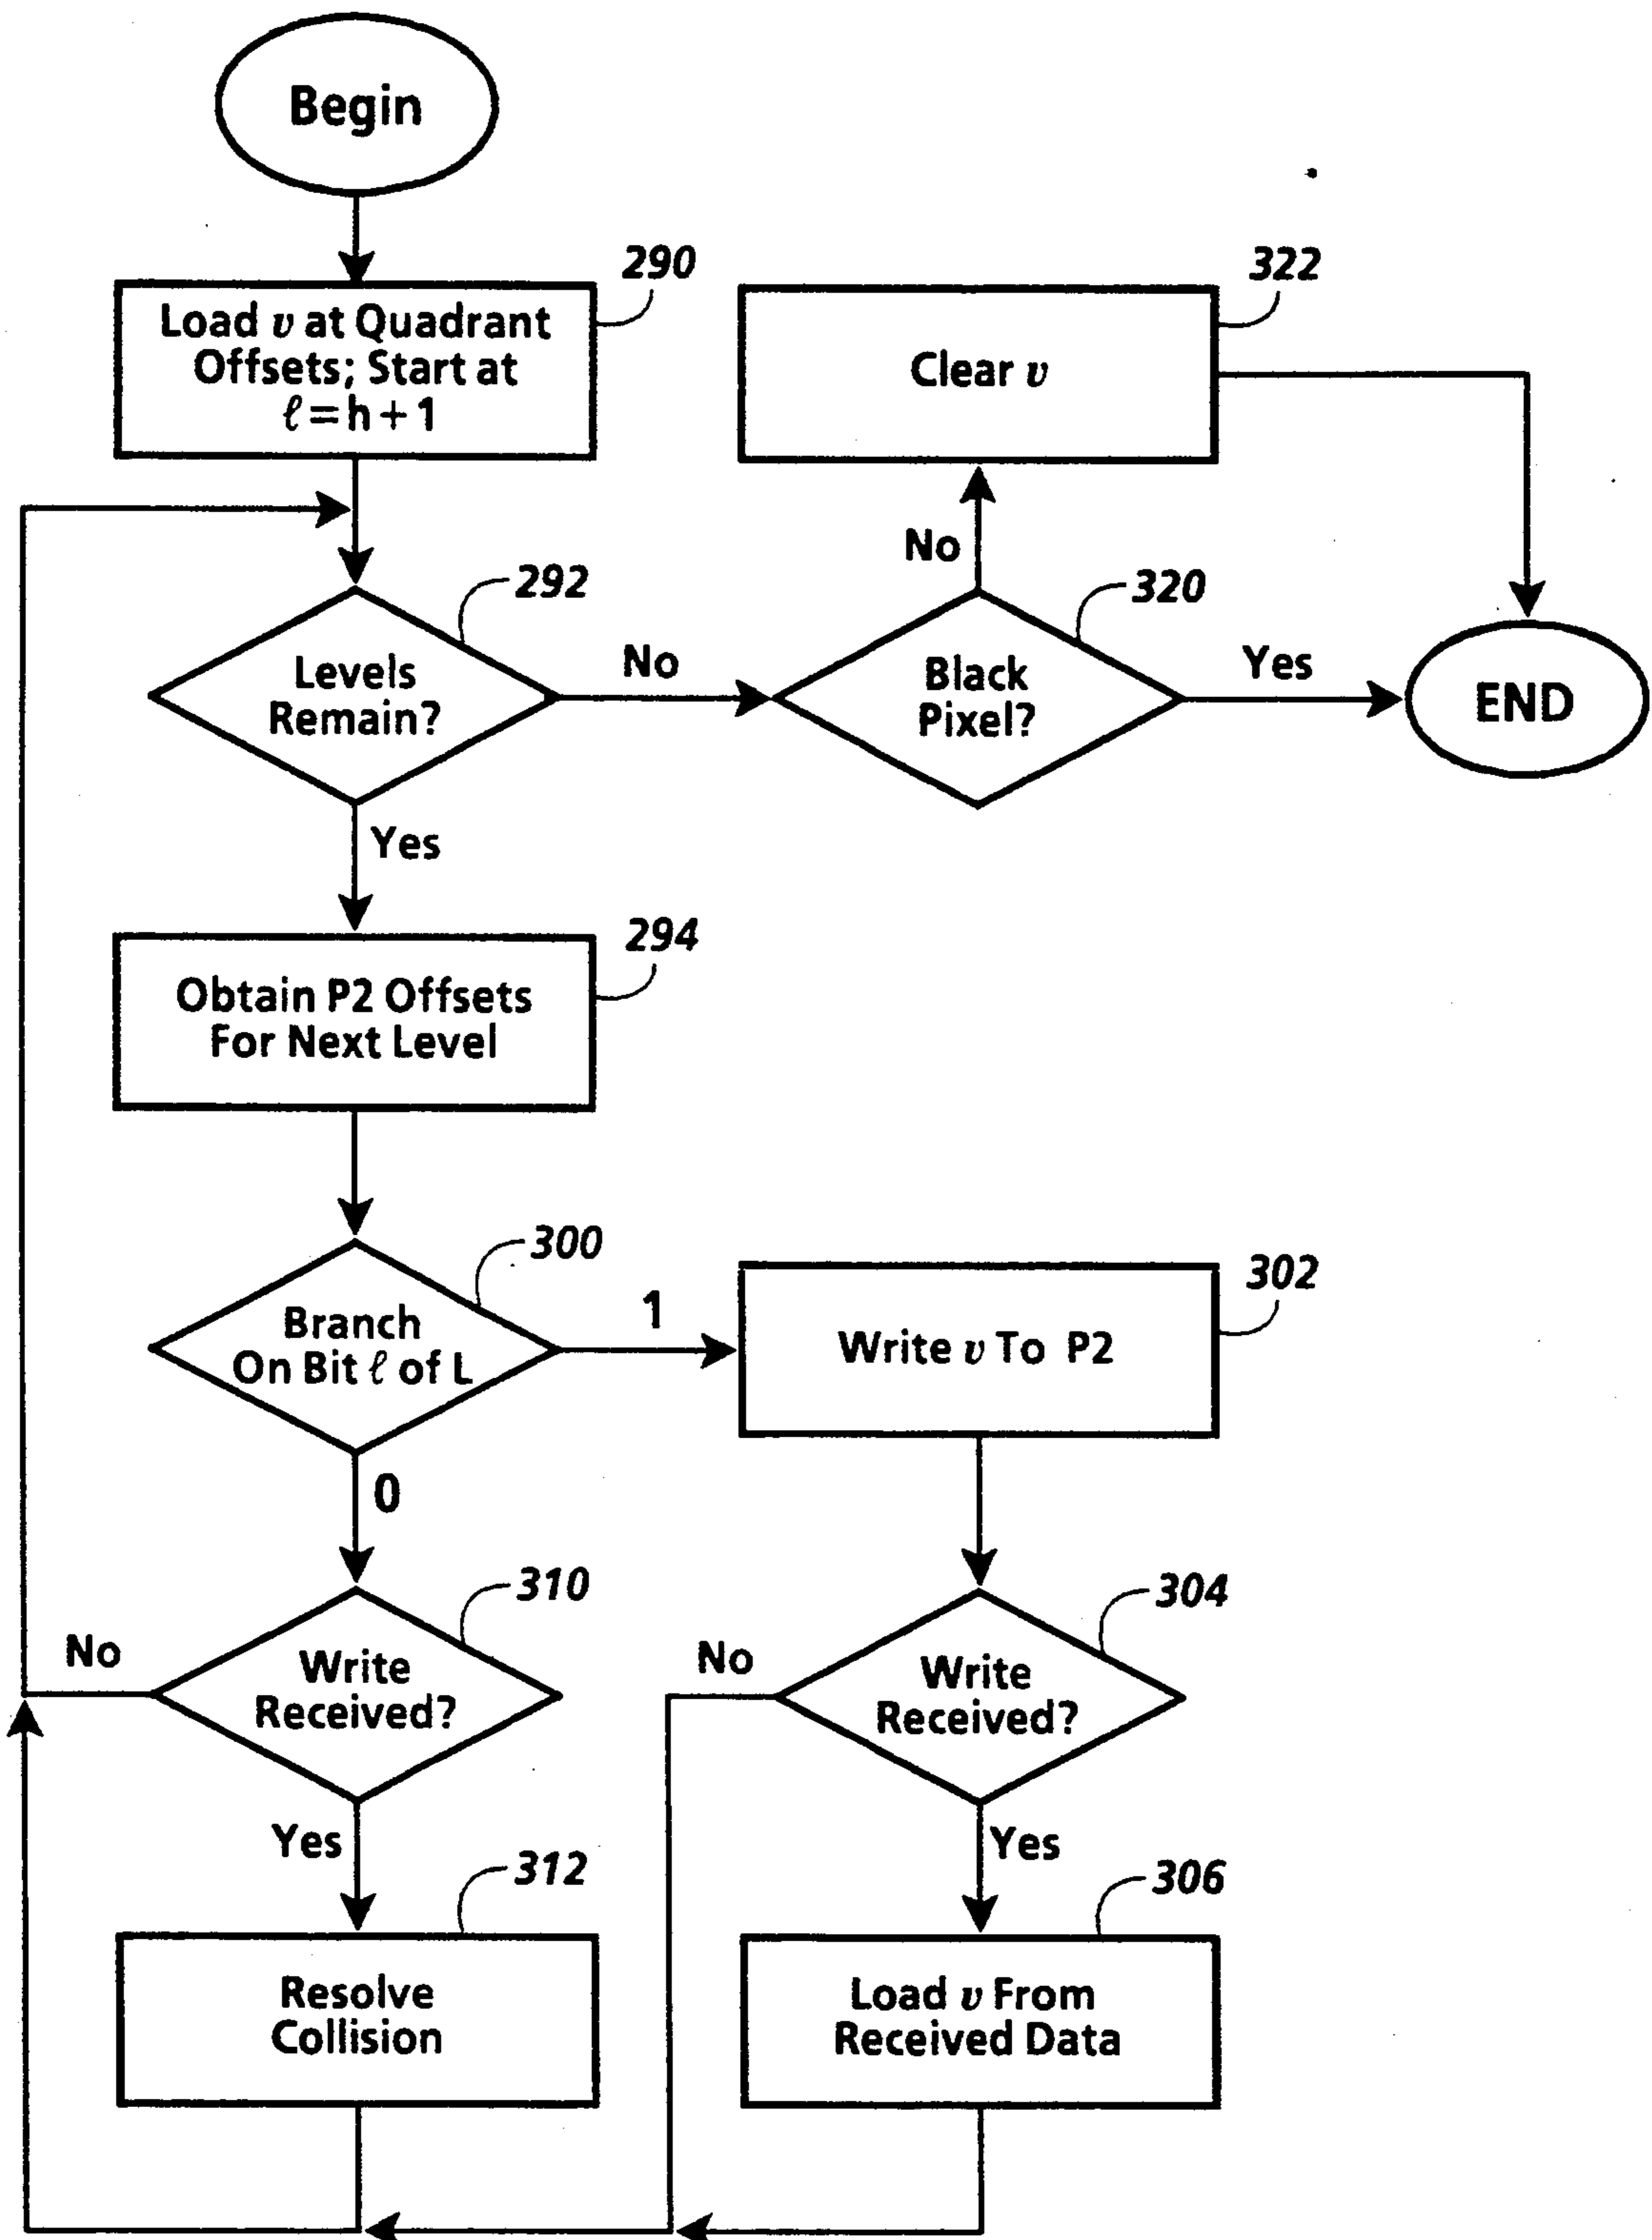 Begin
290
Load v at Quadrant
Offsets; Start at
ℓ = h + 1
322
Clear v
292
Levels
Remain?
No
No
320
Black
Pixel?
Yes
END
Yes
294
Obtain P2 Offsets
For Next Level
300
Branch
On Bit ℓ of L
1
302
Write v To P2
0
310
Write
Received?
No
304
Write
Received?
No
Yes
312
Resolve
Collision
Yes
306
Load v From
Received Data